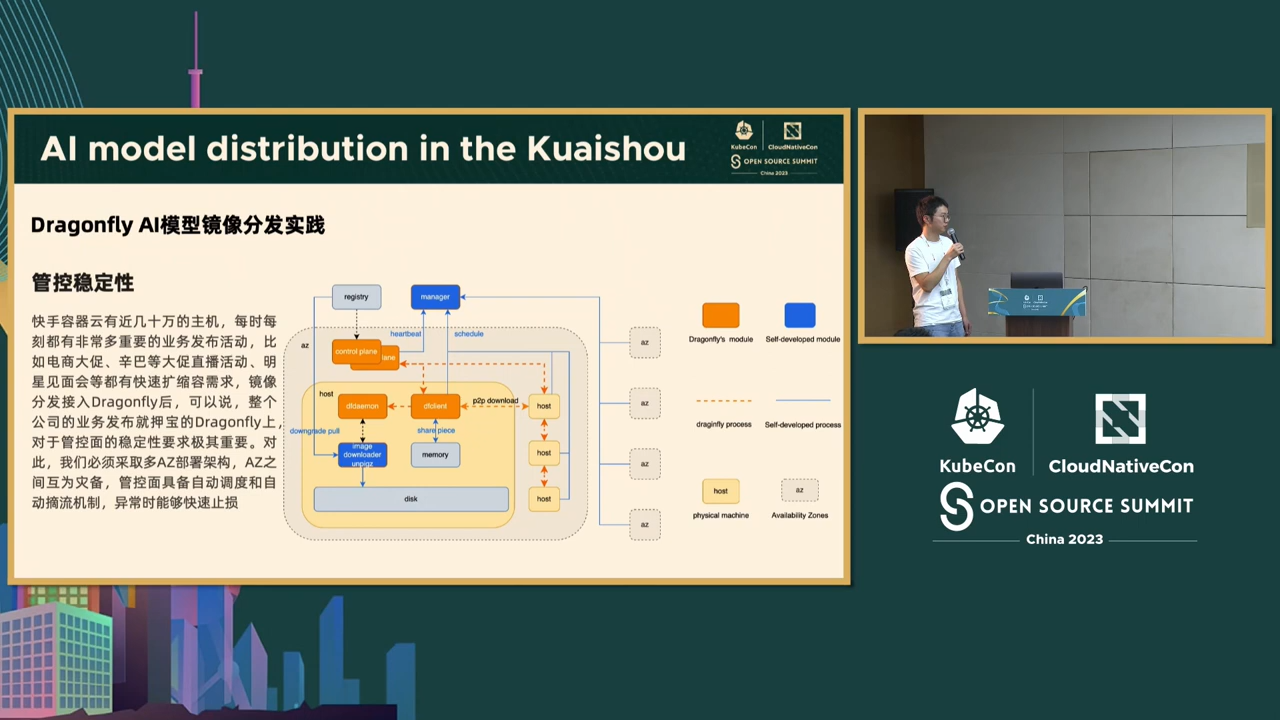 AI model distribution in the Kuaishou
KubeCon
CloudNativeCon
OPEN SOURCE SUMMIT
China 2023
Dragonfly AI模型镜像分发实践
管控稳定性
快手容器云有近几十万的主机，每时每
刻都有非常多重要的业务发布活动，比
如电商大促、辛巴等大促直播活动、明
星见面会等都有快速扩缩容需求，镜像
分发接入Dragonfly后，可以说，整个
公司的业务发布就押宝的Dragonfly上，
对于管控面的稳定性要求极其重要。对
此，我们必须采取多AZ部署架构，AZ之
间互为灾备，管控面具备自动调度和自
动摘流机制，异常时能够快速止损
registry
manager
heartbeat
schedule
az
control plane
lane
host
dfdaemon
dfclient
p2p download
host
downgrade pull
share piece
image
downloader
unpigz
memory
host
disk
host
az
az
az
az
Dragonfly's module
Self-developed module
draginfly process
Self-developed process
host
az
physical machine
Availability Zones
KubeCon
CloudNativeCon
OPEN SOURCE SUMMIT
China 2023